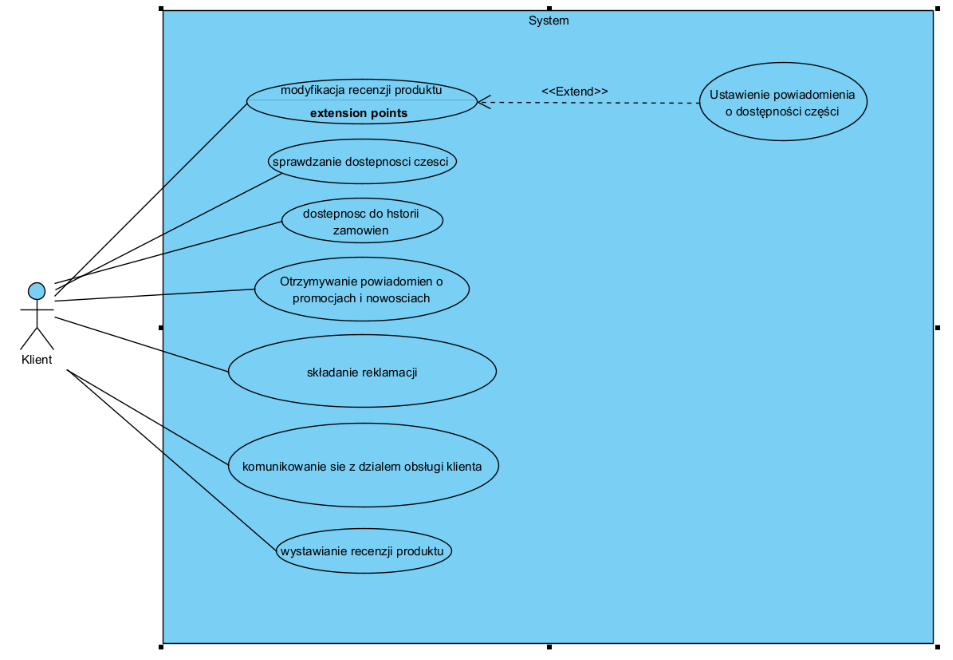 System
modyfikacja recenzji produktu
extension points
<<Extend>>
Ustawienie powiadomienia
o dostępności części
sprawdzanie dostepnosci czesci
dostepnosc do hstorii
zamowien
Otrzymywanie powiadomien o
promocjach i nowosciach
Klient
składanie reklamacji
komunikowanie sie z dzialem obsługi klienta
wystawianie recenzji produktu